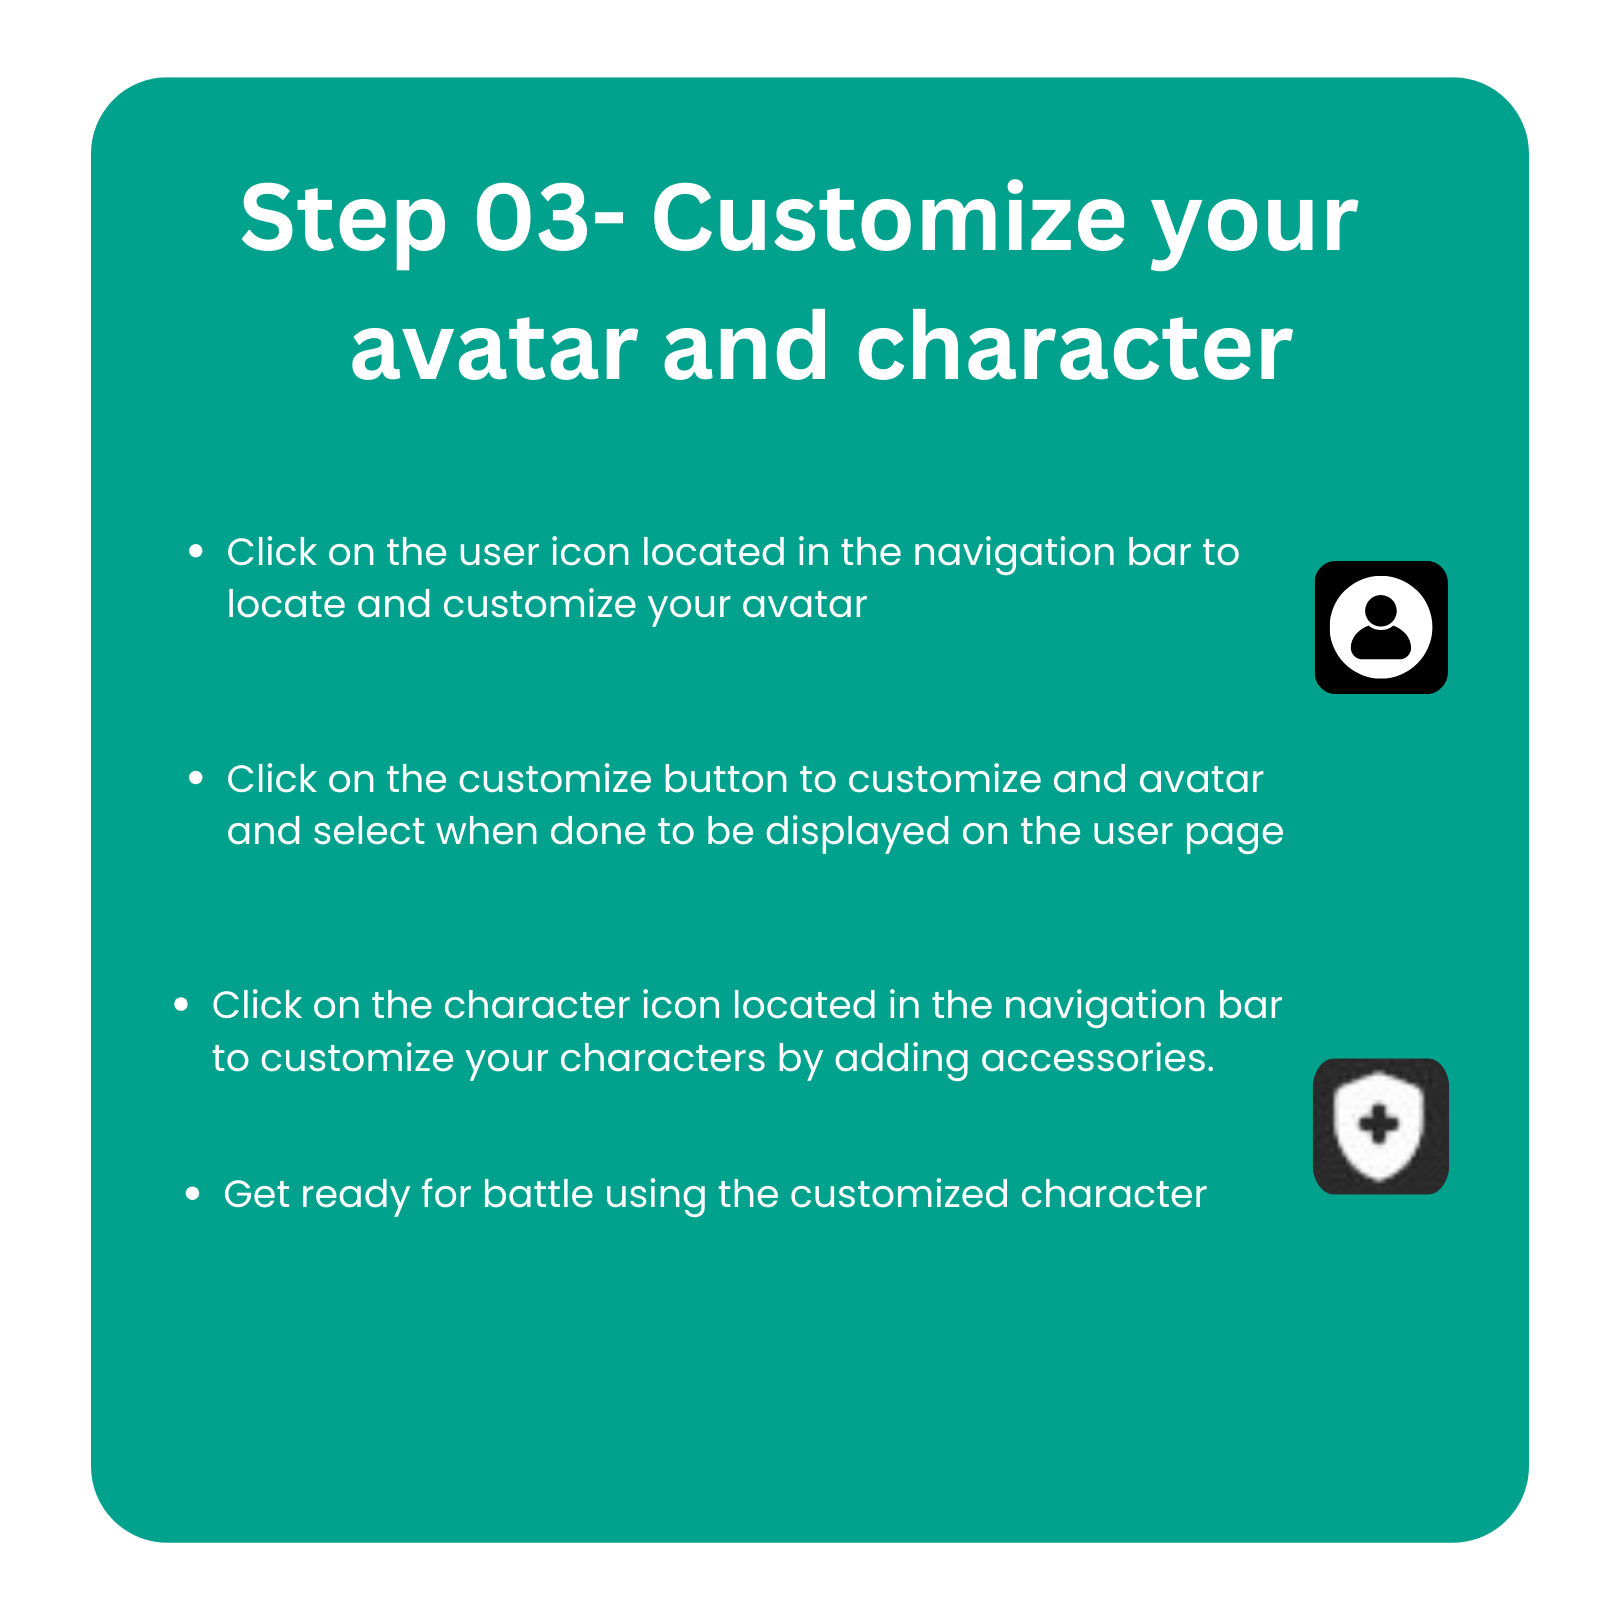 Step 03- Customize your
avatar and character
• Click on the user icon located in the navigation bar to
locate and customize your avatar
• Click on the customize button to customize and avatar
and select when done to be displayed on the user page
• Click on the character icon located in the navigation bar
to customize your characters by adding accessories.
• Get ready for battle using the customized character